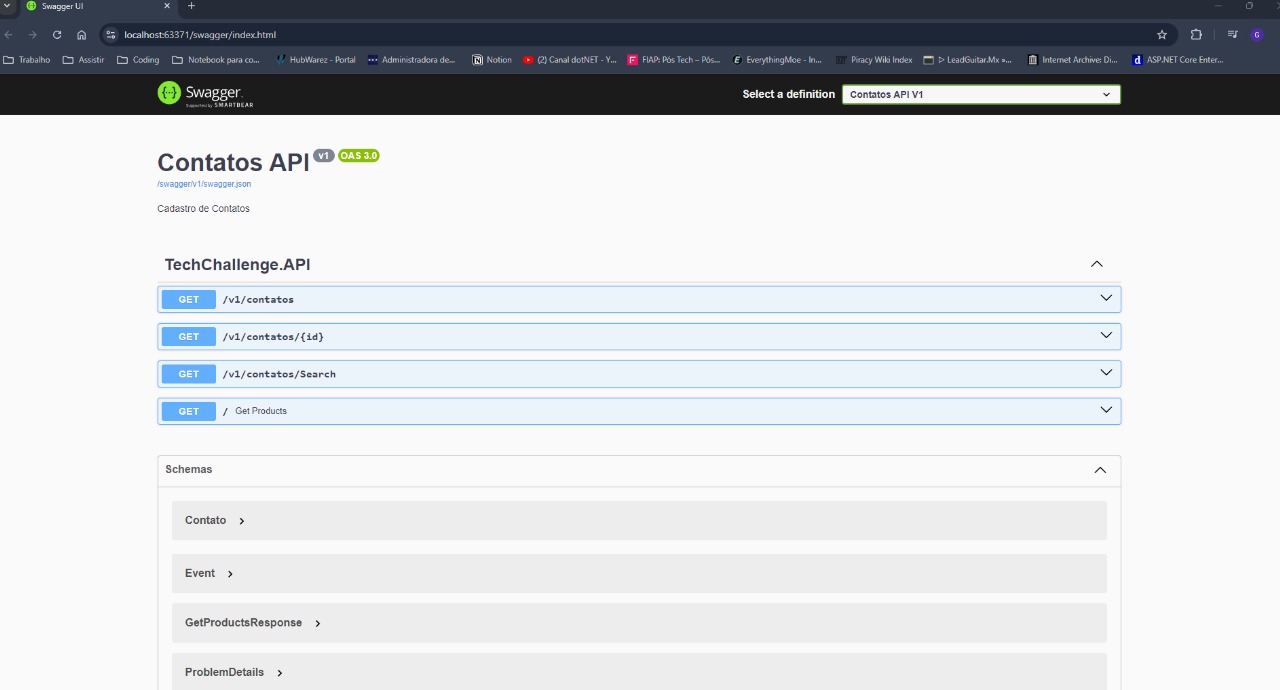 Swagger UI
localhost:63371/swagger/index.html
G
Trabalho
Assistir
Coding
Notebook para co...
HubWarez - Portal
Administradora de...
Notion
(2) Canal dotNET - Y...
FIAP: Pós Tech – Pós...
EverythingMoe - In...
Piracy Wiki Index
ᐅ LeadGuitar.Mx »...
Internet Archive: Di...
ASP.NET Core Enter...
Swagger.
Supported by SMARTBEAR
Select a definition
Contatos API V1
Contatos API v1 OAS 3.0
/swagger/v1/swagger.json
Cadastro de Contatos
TechChallenge.API
GET /v1/contatos
GET /v1/contatos/{id}
GET /v1/contatos/Search
GET / Get Products
Schemas
Contato
Event
GetProductsResponse
ProblemDetails